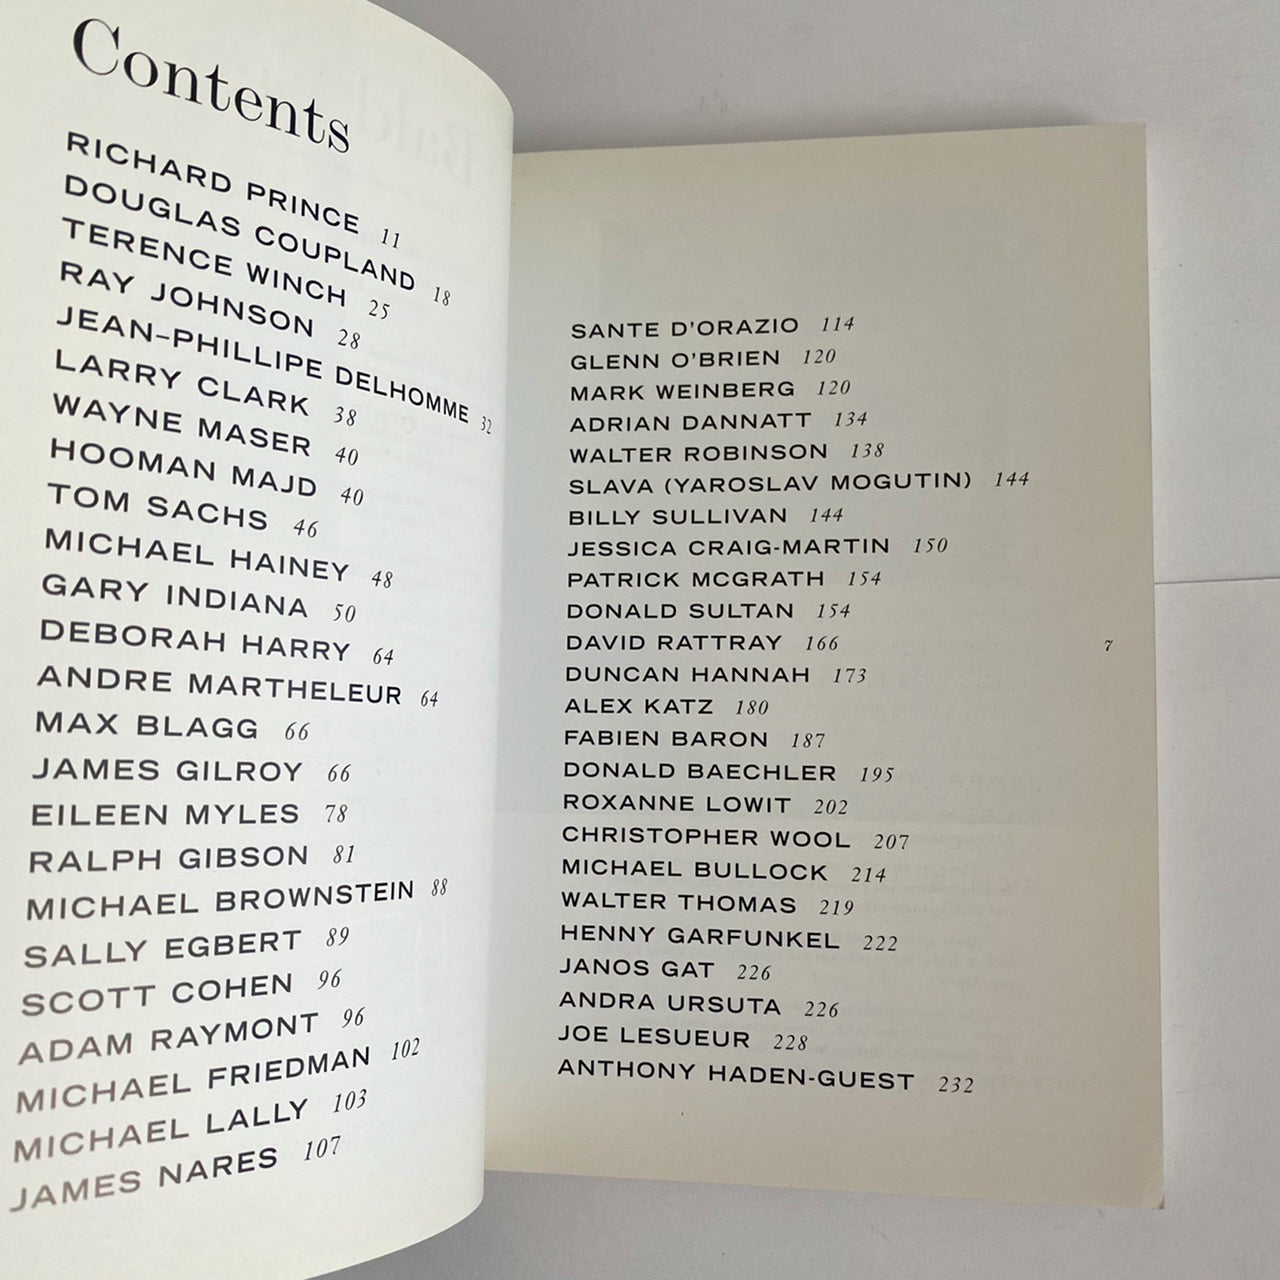 Contents
RICHARD PRINCE 11
DOUGLAS COUPLAND 18
TERENCE WINCH 25
RAY JOHNSON 28
JEAN–PHILLIPE DELHOMME 32
LARRY CLARK 38
WAYNE MASER 40
HOOMAN MAJD 40
TOM SACHS 46
MICHAEL HAINEY 48
GARY INDIANA 50
DEBORAH HARRY 64
ANDRE MARTHELEUR 64
MAX BLAGG 66
JAMES GILROY 66
EILEEN MYLES 78
RALPH GIBSON 81
MICHAEL BROWNSTEIN 88
SALLY EGBERT 89
SCOTT COHEN 96
ADAM RAYMONT 96
MICHAEL FRIEDMAN 102
MICHAEL LALLY 103
JAMES NARES 107
SANTE D'ORAZIO 114
GLENN O'BRIEN 120
MARK WEINBERG 120
ADRIAN DANNATT 134
WALTER ROBINSON 138
SLAVA (YAROSLAV MOGUTIN) 144
BILLY SULLIVAN 144
JESSICA CRAIG-MARTIN 150
PATRICK MCGRATH 154
DONALD SULTAN 154
DAVID RATTRAY 166
DUNCAN HANNAH 173
ALEX KATZ 180
FABIEN BARON 187
DONALD BAECHLER 195
ROXANNE LOWIT 202
CHRISTOPHER WOOL 207
MICHAEL BULLOCK 214
WALTER THOMAS 219
HENNY GARFUNKEL 222
JANOS GAT 226
ANDRA URSUTA 226
JOE LESUEUR 228
ANTHONY HADEN-GUEST 232
7